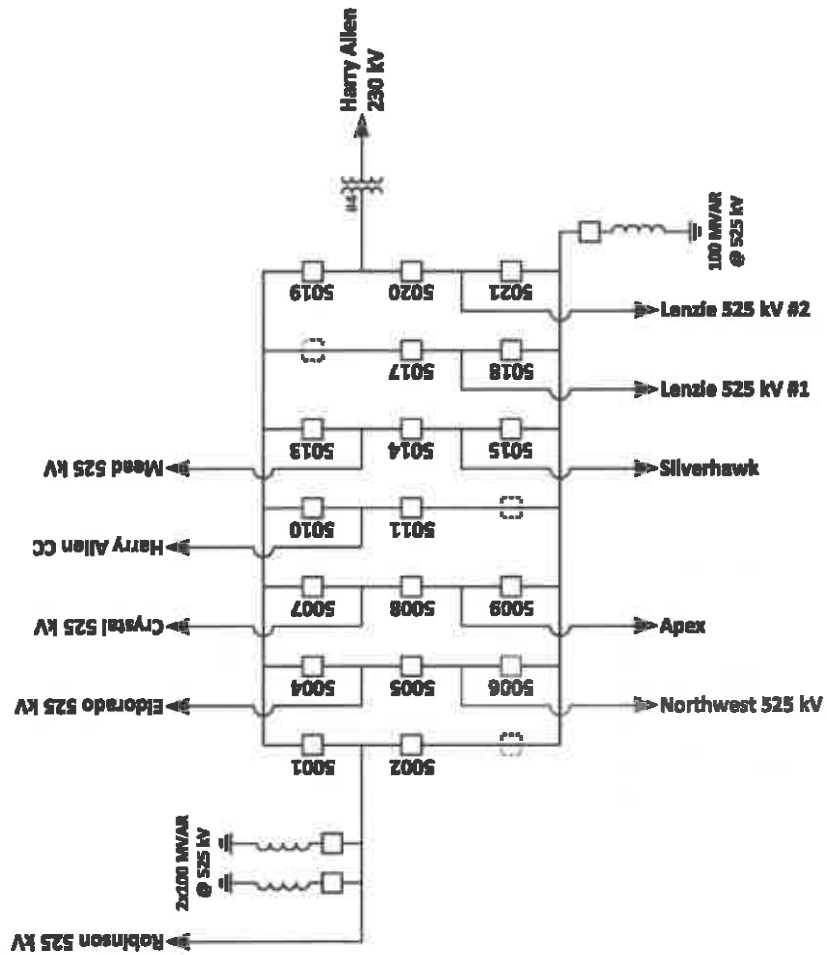 Harry Allen
230 kV
#4
100 MVAR
@ 525 kV
5019
5020
5021
Lenzie 525 kV #2
5017
5018
Lenzie 525 kV #1
5013
5014
5015
Mead 525 kV
Silverhawk
5010
5011
Harry Allen CC
5007
5008
5009
Crystal 525 kV
Apex
5004
5005
5006
Eldorado 525 kV
Northwest 525 kV
5001
5002
2x100 MVAR
@ 525 kV
Robinson 525 kV